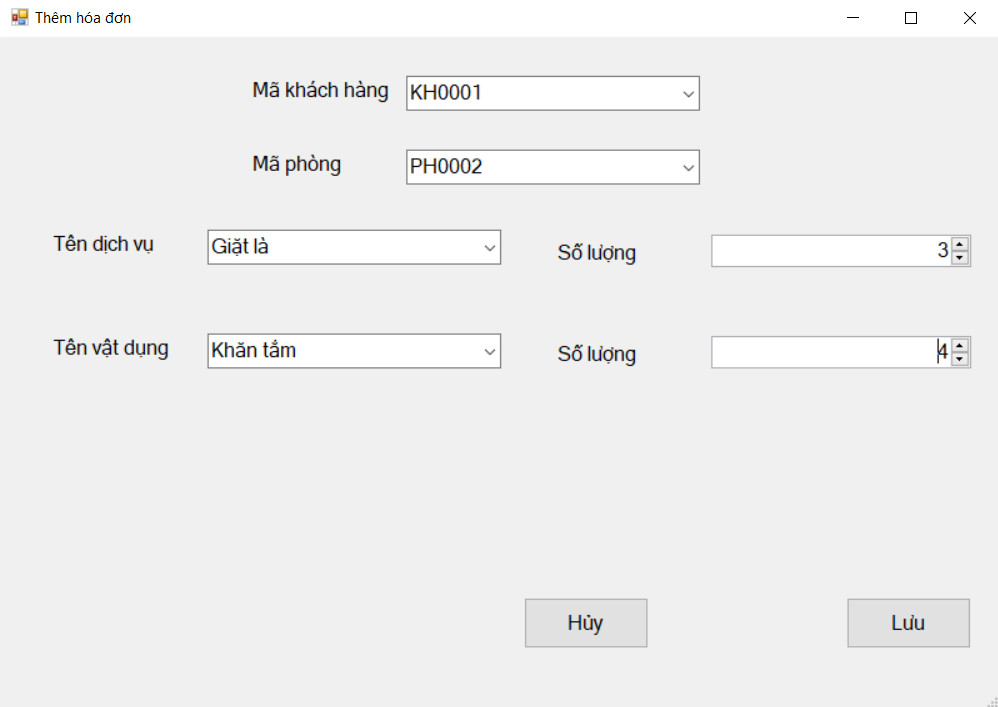 Thêm hóa đơn
Mã khách hàng KH0001
Mã phòng PH0002
Tên dịch vụ Giặt là Số lượng 3
Tên vật dụng Khăn tắm Số lượng 4
Hủy Lưu